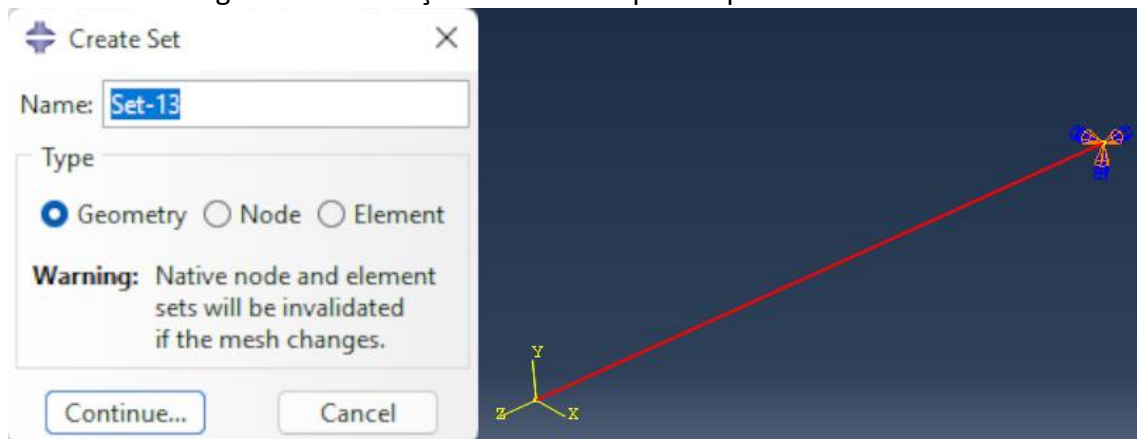 Create Set
Name: Set-13
Type
Geometry Node Element
Warning: Native node and element
sets will be invalidated
if the mesh changes.
Continue... Cancel
Y
Z X